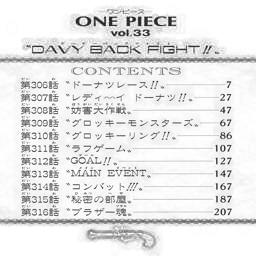 ワンピース
ONE PIECE
vol.33
"DAVY BACK FIGHT!!"
CONTENTS
第306話 "ドーナツレース!!" 7
第307話 "レディ〜イ ドーナツ!!" 27
第308話 "妨害大作戦" 47
第309話 "グロッキーモンスターズ" 67
第310話 "グロッキーリング!!" 86
第311話 "ラフゲーム" 107
第312話 "GOAL!!" 127
第313話 "MAIN EVENT" 147
第314話 "コンバット!!!" 167
第315話 "秘密の部屋" 187
第316話 "ブラザー魂" 207